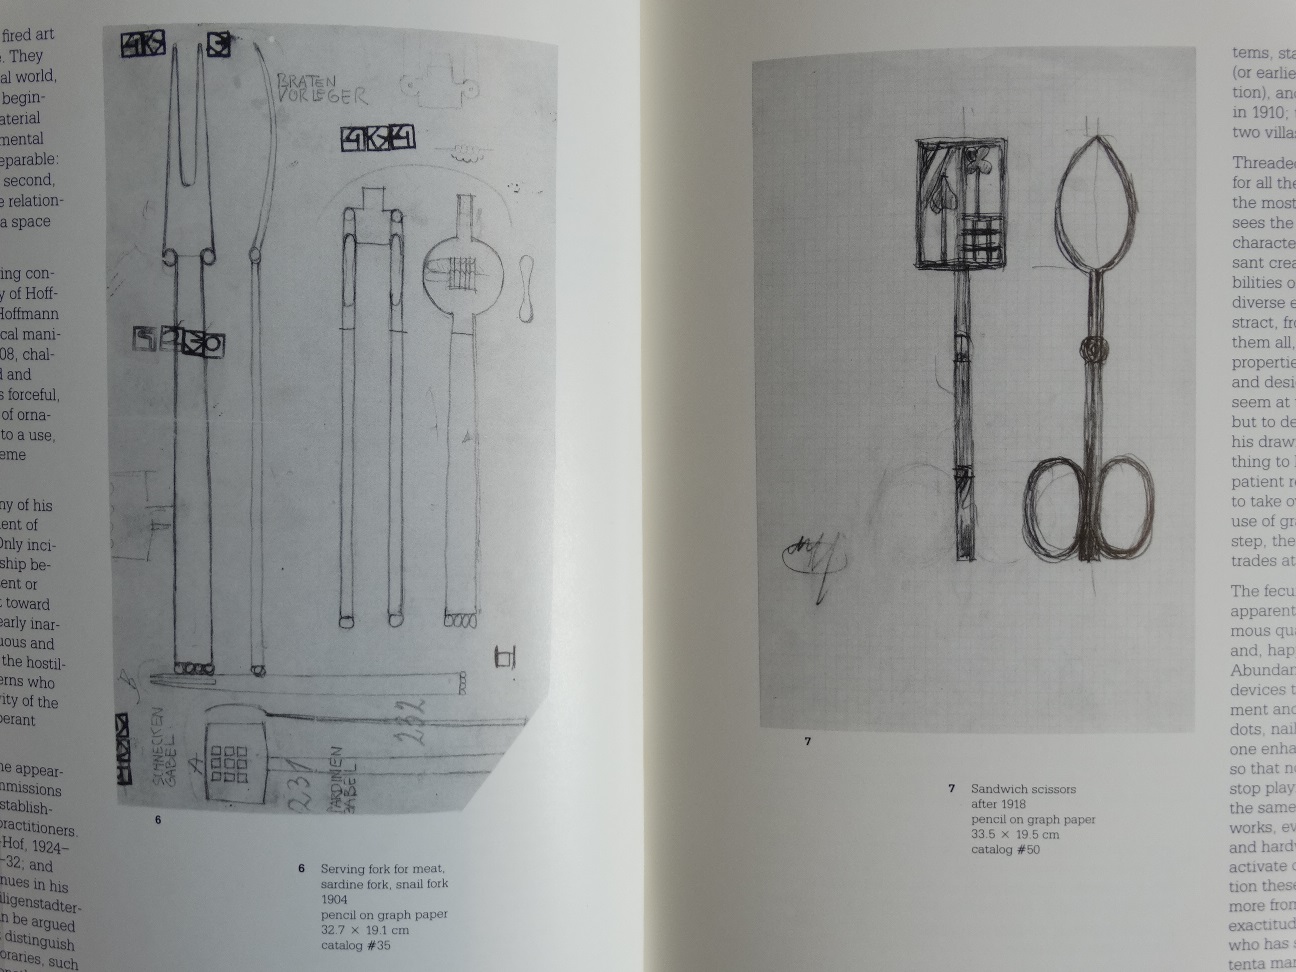 fired art
. They
al world,
begin-
aterial
mental
eparable:
second,
e relation-
a space
ing con-
y of Hoff-
Hoffmann
cal mani-
08, chal-
d and
s forceful,
of orna-
to a use,
eme
ny of his
ent of
Only inci-
ship be-
ent or
t toward
early inar-
uous and
the hostil-
erns who
vity of the
berant
he appear-
mmissions
stablish-
practitioners.
-Hof, 1924–
–32; and
nues in his
iligenstadter-
n be argued
distinguish
oraries, such
BRATEN
VORLEGER
B
SCHNECKEN
GABEL
A
231
SARDINEN
GABEL
232
6
6 Serving fork for meat,
sardine fork, snail fork
1904
pencil on graph paper
32.7 × 19.1 cm
catalog #35
7
7 Sandwich scissors
after 1918
pencil on graph paper
33.5 × 19.5 cm
catalog #50
tems, sta
(or earlie
tion), and
in 1910;
two villa
Threaded
for all the
the most
sees the
characte
sant crea
bilities o
diverse e
stract, fro
them all,
propertie
and desi
seem at
but to de
his draw
thing to
patient r
to take o
use of gr
step, the
trades at
The fecu
apparent
mous qua
and, hap
Abundan
devices t
ment and
dots, nail
one enha
so that n
stop play
the same
works, ev
and hardw
activate
tion these
more from
exactitud
who has
tenta mar